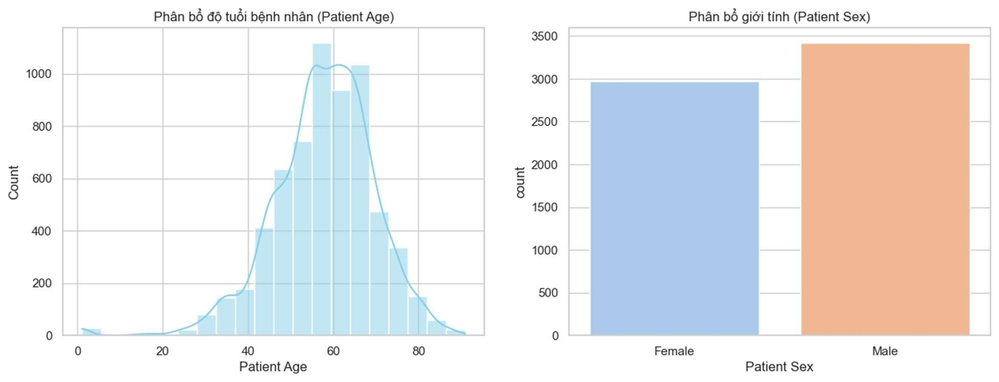 Phân bổ độ tuổi bệnh nhân (Patient Age)
Count
1000
800
600
400
200
0
0 20 40 60 80
Patient Age
Phân bổ giới tính (Patient Sex)
count
3500
3000
2500
2000
1500
1000
500
0
Female Male
Patient Sex